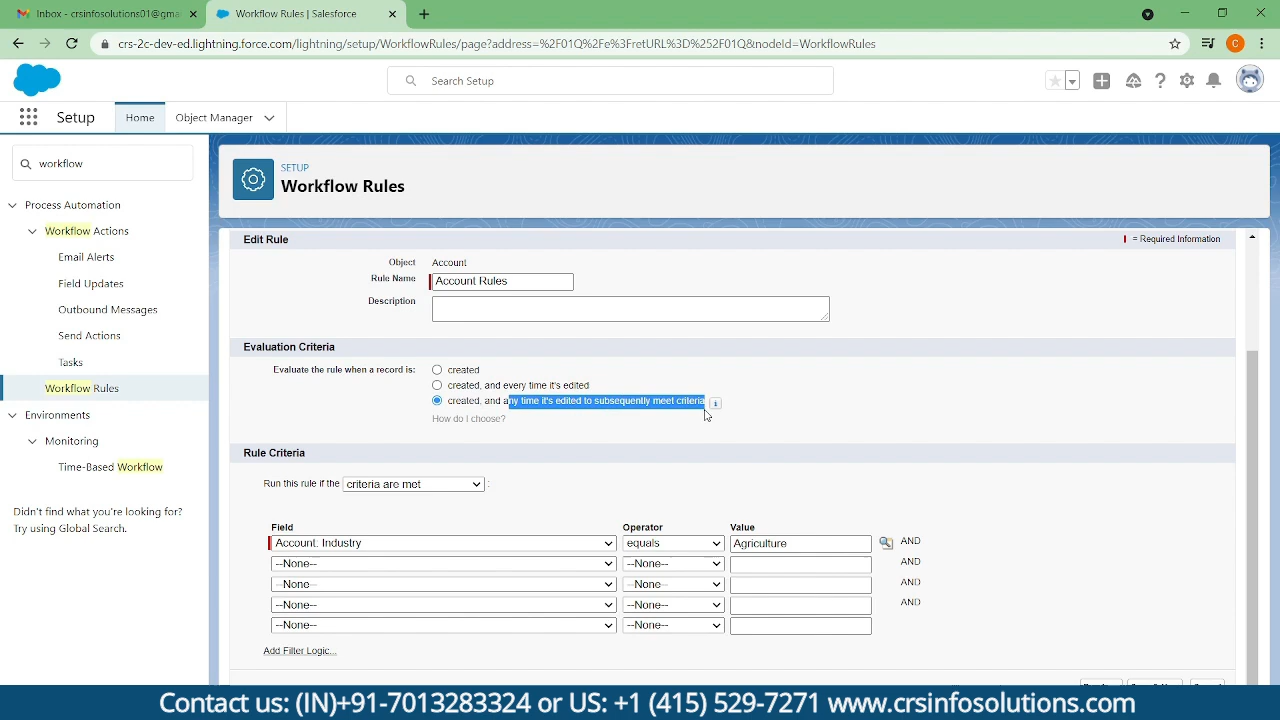 Inbox - crsinfosolutions01@gma
Workflow Rules | Salesforce
crs-2c-dev-ed.lightning.force.com/lightning/setup/WorkflowRules/page?address=%2F01Q%2Fe%3FretURL%3D%252F01Q&nodeId=WorkflowRules
C
Search Setup
Setup
Home
Object Manager
workflow
Process Automation
Workflow Actions
Email Alerts
Field Updates
Outbound Messages
Send Actions
Tasks
Workflow Rules
Environments
Monitoring
Time-Based Workflow
Didn't find what you're looking for?
Try using Global Search.
SETUP
Workflow Rules
Edit Rule
= Required Information
Object Account
Rule Name Account Rules
Description
Evaluation Criteria
Evaluate the rule when a record is: created
created, and every time it's edited
created, and any time it's edited to subsequently meet criteria i
How do I choose?
Rule Criteria
Run this rule if the criteria are met :
Field Operator Value
Account: Industry equals Agriculture AND
--None-- --None-- AND
--None-- --None-- AND
--None-- --None-- AND
--None-- --None--
Add Filter Logic...
Contact us: (IN)+91-7013283324 or US: +1 (415) 529-7271 www.crsinfosolutions.com